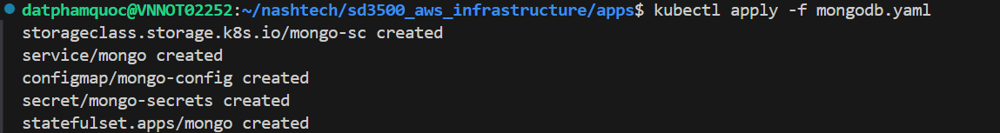 datphamquoc@VNNOT02252:~/nashtech/sd3500_aws_infrastructure/apps$ kubectl apply -f mongodb.yaml
storageclass.storage.k8s.io/mongo-sc created
service/mongo created
configmap/mongo-config created
secret/mongo-secrets created
statefulset.apps/mongo created